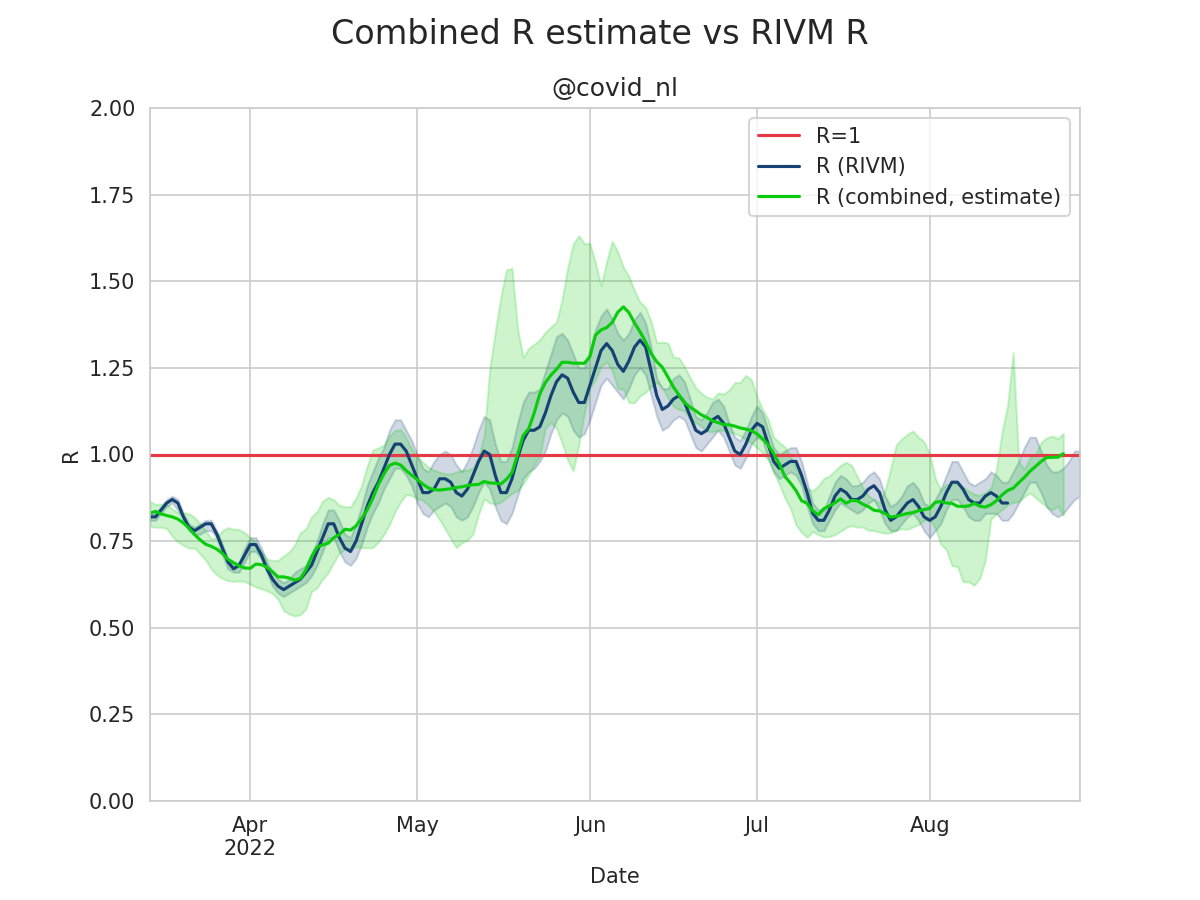 Combined R estimate vs RIVM R
@covid_nl
R=1
R (RIVM)
R (combined, estimate)
2.00
1.75
1.50
1.25
1.00
0.75
0.50
0.25
0.00
R
Apr
2022
May
Jun
Jul
Aug
Date